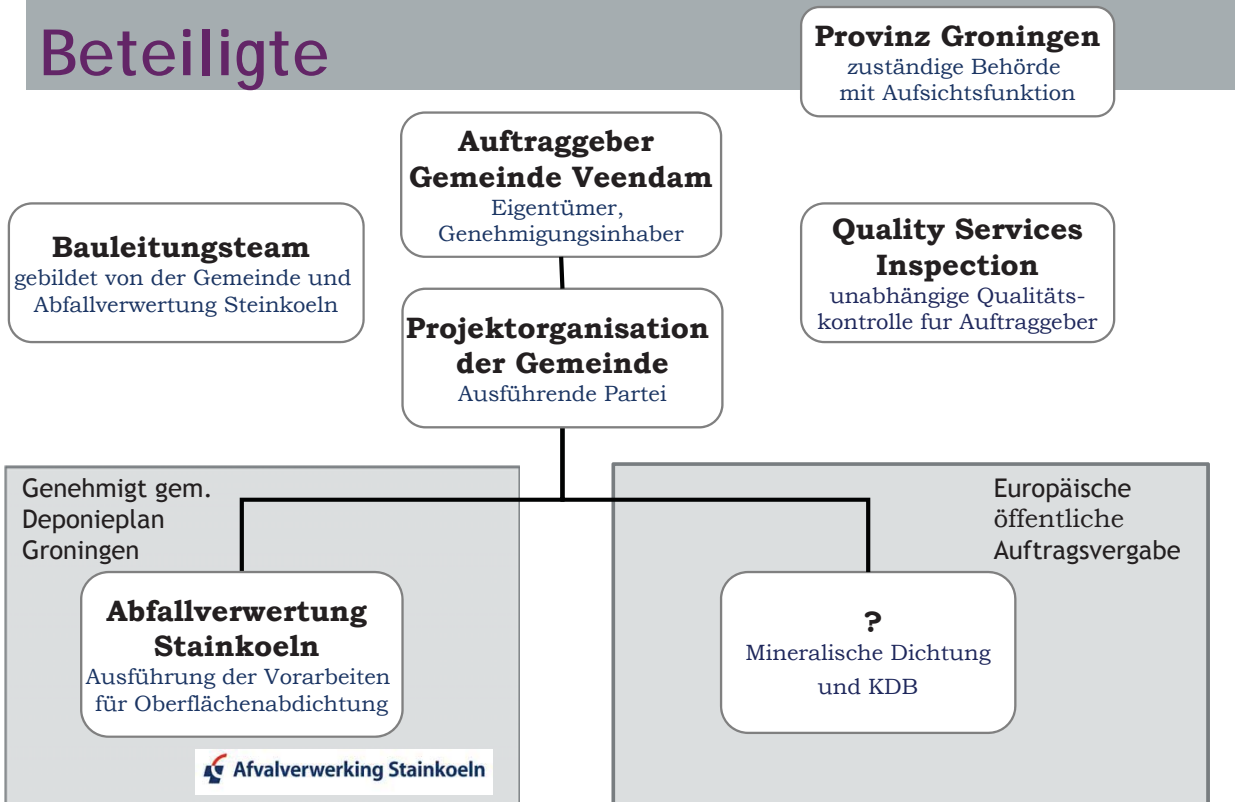 Beteiligte
Provinz Groningen
zuständige Behörde
mit Aufsichtsfunktion
Auftraggeber
Gemeinde Veendam
Eigentümer,
Genehmigungsinhaber
Bauleitungsteam
gebildet von der Gemeinde und
Abfallverwertung Steinkoeln
Quality Services
Inspection
unabhängige Qualitäts-
kontrolle fur Auftraggeber
Projektorganisation
der Gemeinde
Ausführende Partei
Genehmigt gem.
Deponieplan
Groningen
Europäische
öffentliche
Auftragsvergabe
Abfallverwertung
Stainkoeln
Ausführung der Vorarbeiten
für Oberflächenabdichtung
?
Mineralische Dichtung
und KDB
Afvalverwerking Stainkoeln